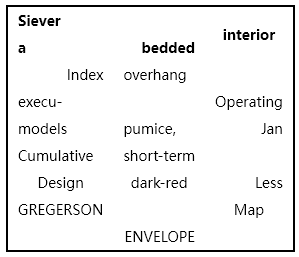 Siever
interior
a bedded
Index overhang
execu- Operating
models pumice, Jan
Cumulative short-term
Design dark-red Less
GREGERSON Map
ENVELOPE